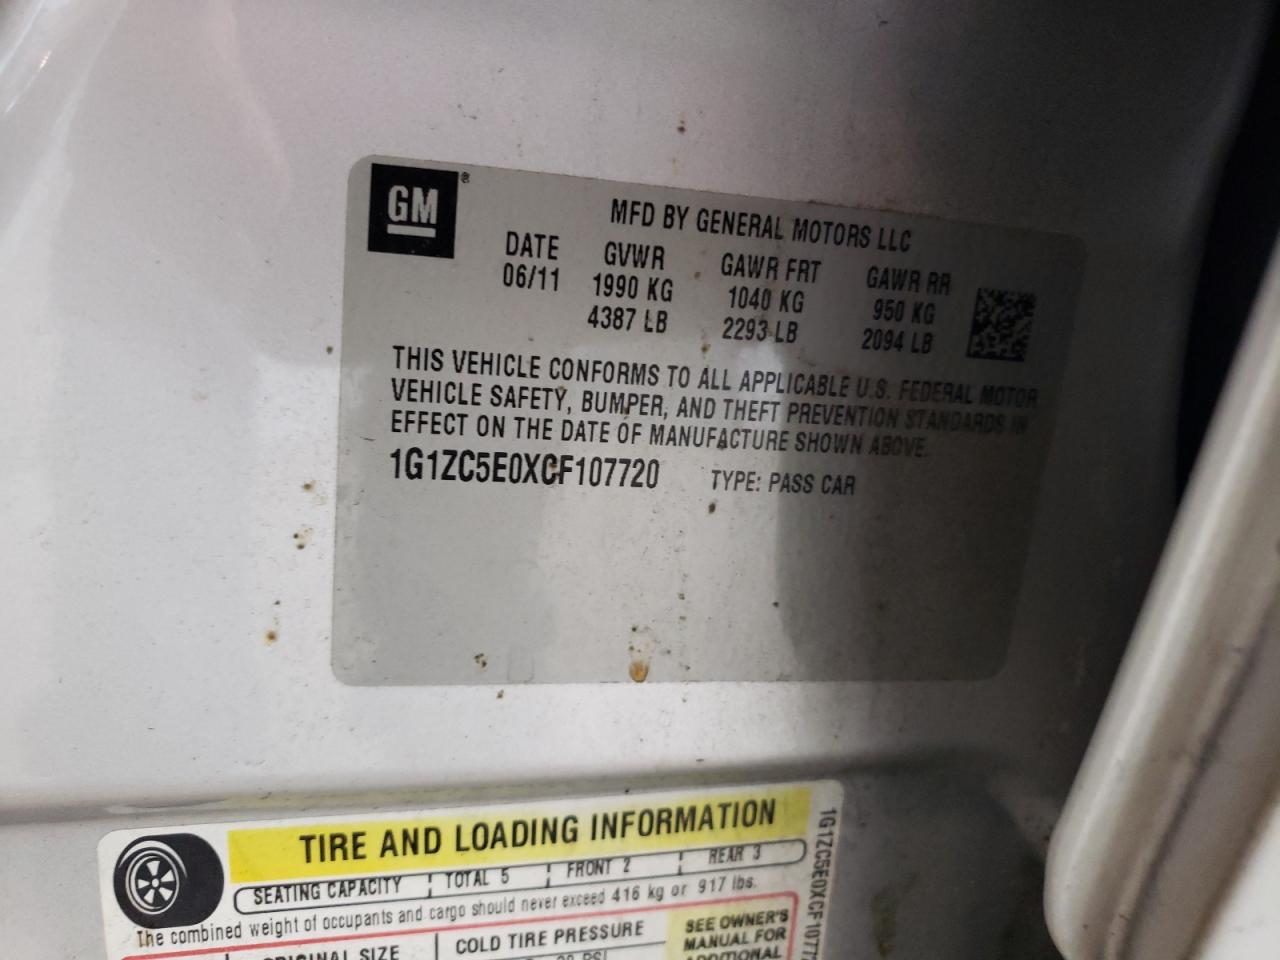 GM®
MFD BY GENERAL MOTORS LLC
DATE GVWR GAWR FRT GAWR RR
06/11 1990 KG 1040 KG 950 KG
4387 LB 2293 LB 2094 LB
THIS VEHICLE CONFORMS TO ALL APPLICABLE U.S. FEDERAL MOTOR
VEHICLE SAFETY, BUMPER, AND THEFT PREVENTION STANDARDS IN
EFFECT ON THE DATE OF MANUFACTURE SHOWN ABOVE.
1G1ZC5E0XCF107720 TYPE: PASS CAR
TIRE AND LOADING INFORMATION
SEATING CAPACITY TOTAL 5 FRONT 2 REAR 3
The combined weight of occupants and cargo should never exceed 416 kg or 917 lbs.
SIZE COLD TIRE PRESSURE
SEE OWNER'S
MANUAL FOR
ADDITIONAL
1G1ZC5E0XCF1077